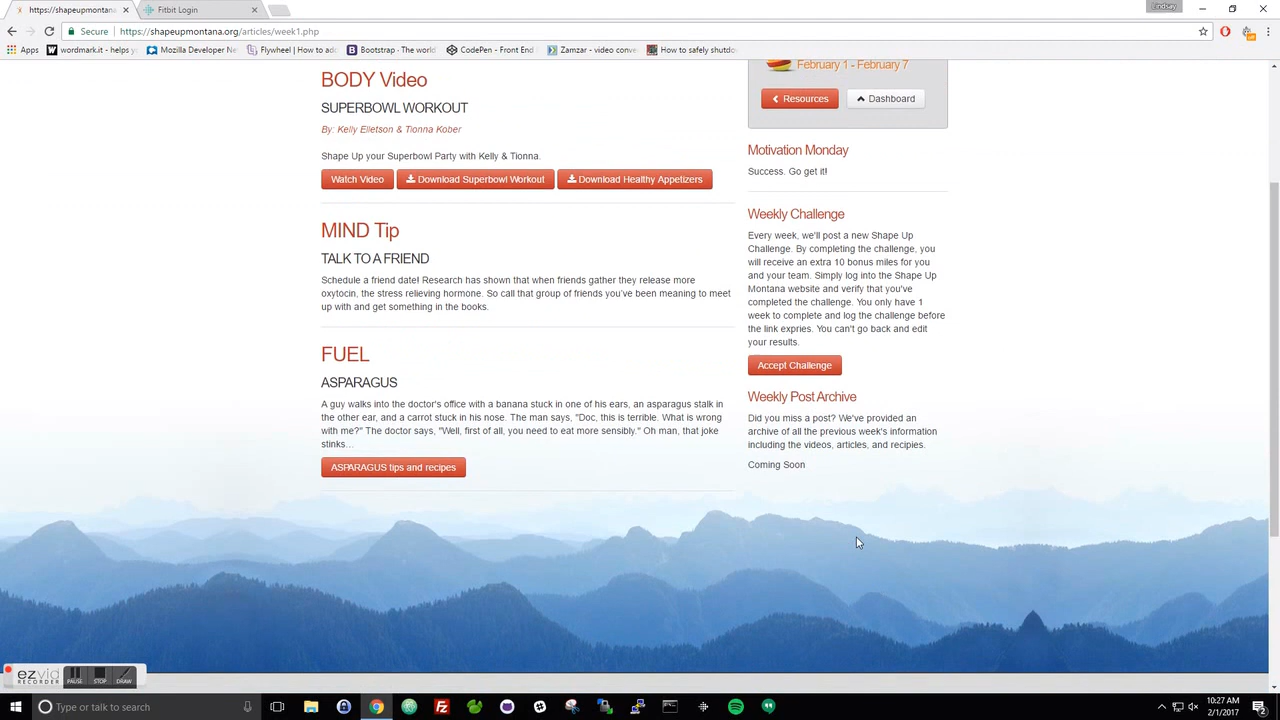 https://shapeupmontana
Fitbit Login
Lindsay
Secure
https://shapeupmontana.org/articles/week1.php
Apps
wordmark.it - helps y
Mozilla Developer Ne
Flywheel | How to add
Bootstrap · The world
CodePen - Front End
Zamzar - video conve
How to safely shutdo
BODY Video
SUPERBOWL WORKOUT
By: Kelly Elletson & Tionna Kober
Shape Up your Superbowl Party with Kelly & Tionna.
Watch Video
Download Superbowl Workout
Download Healthy Appetizers
MIND Tip
TALK TO A FRIEND
Schedule a friend date! Research has shown that when friends gather they release more
oxytocin, the stress relieving hormone. So call that group of friends you've been meaning to meet
up with and get something in the books.
FUEL
ASPARAGUS
A guy walks into the doctor's office with a banana stuck in one of his ears, an asparagus stalk in
the other ear, and a carrot stuck in his nose. The man says, "Doc, this is terrible. What is wrong
with me?" The doctor says, "Well, first of all, you need to eat more sensibly." Oh man, that joke
stinks...
ASPARAGUS tips and recipes
February 1 - February 7
Resources
Dashboard
Motivation Monday
Success. Go get it!
Weekly Challenge
Every week, we'll post a new Shape Up
Challenge. By completing the challenge, you
will receive an extra 10 bonus miles for you
and your team. Simply log into the Shape Up
Montana website and verify that you've
completed the challenge. You only have 1
week to complete and log the challenge before
the link expries. You can't go back and edit
your results.
Accept Challenge
Weekly Post Archive
Did you miss a post? We've provided an
archive of all the previous week's information
including the videos, articles, and recipies.
Coming Soon
ezvid
RECORDER
PAUSE
STOP
DRAW
Type or talk to search
10:27 AM
2/1/2017